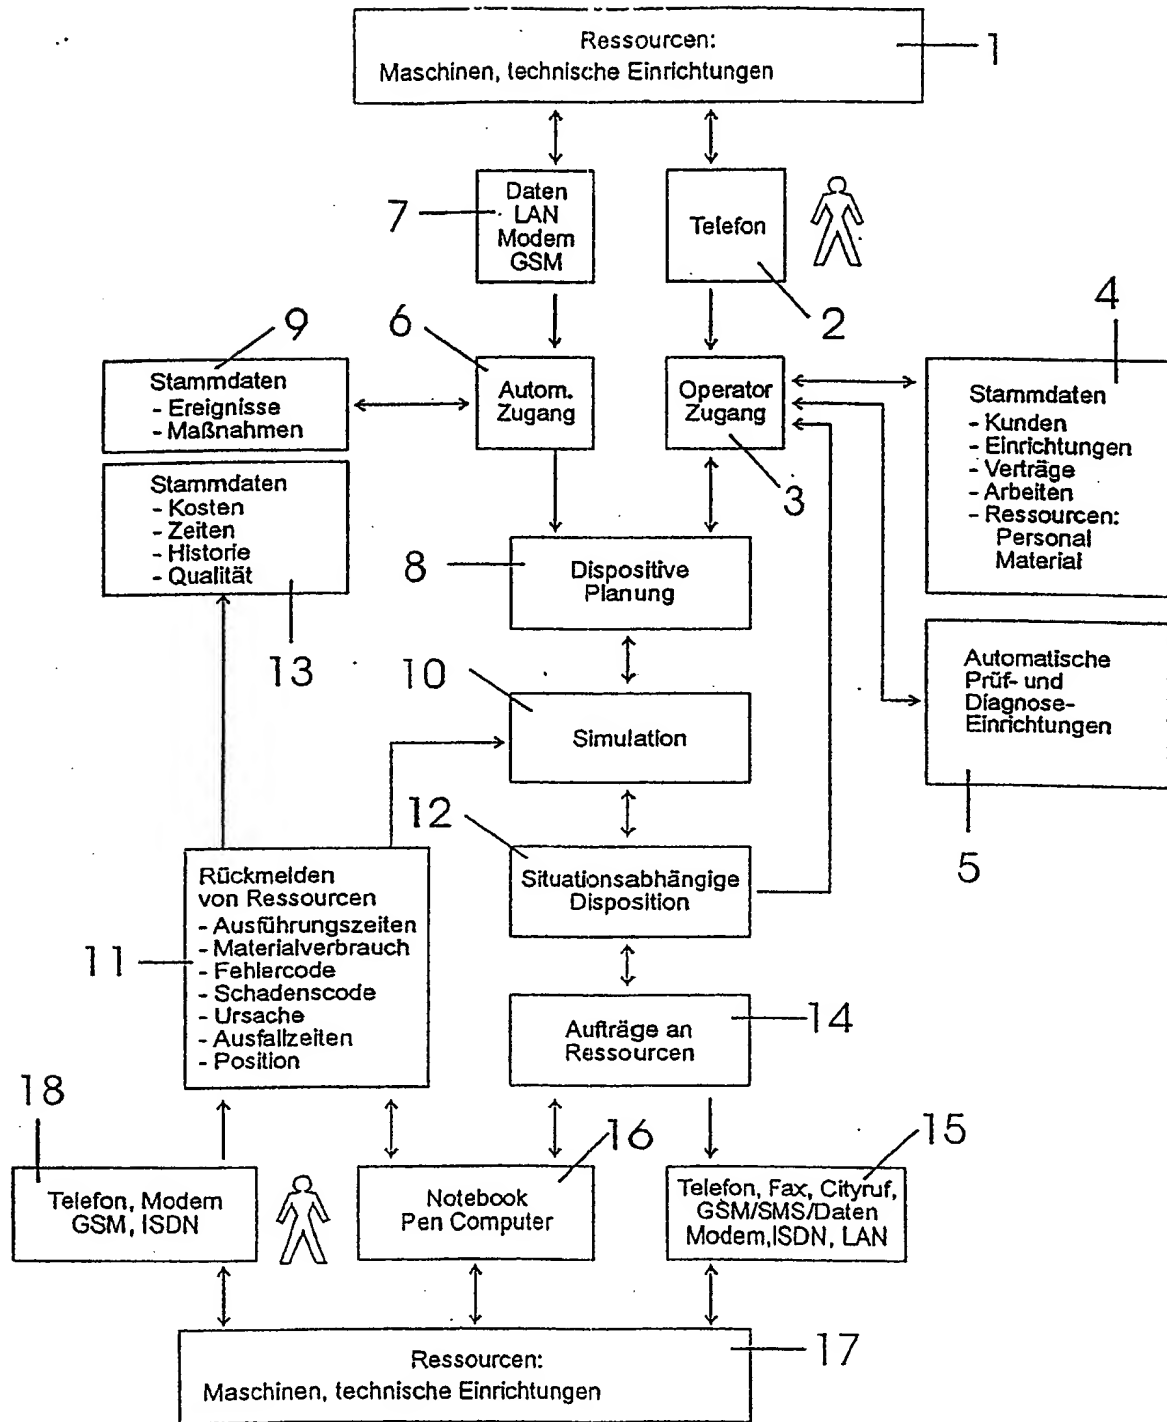 Ressourcen:
Maschinen, technische Einrichtungen
1
Daten
LAN
Modem
GSM
7
Telefon
2
4
9
6
Stammdaten
- Ereignisse
- Maßnahmen
Autom.
Zugang
Operator
Zugang
3
Stammdaten
- Kunden
- Einrichtungen
- Verträge
- Arbeiten
- Ressourcen:
Personal
Material
Stammdaten
- Kosten
- Zeiten
- Historie
- Qualität
13
8
Dispositive
Planung
Automatische
Prüf- und
Diagnose-
Einrichtungen
5
10
Simulation
12
Situationsabhängige
Disposition
Rückmelden
von Ressourcen
- Ausführungszeiten
- Materialverbrauch
- Fehlercode
- Schadenscode
- Ursache
- Ausfallzeiten
- Position
11
Aufträge an
Ressourcen
14
18
16
15
Telefon, Modem
GSM, ISDN
Notebook
Pen Computer
Telefon, Fax, Cityruf,
GSM/SMS/Daten
Modem,ISDN, LAN
Ressourcen:
Maschinen, technische Einrichtungen
17